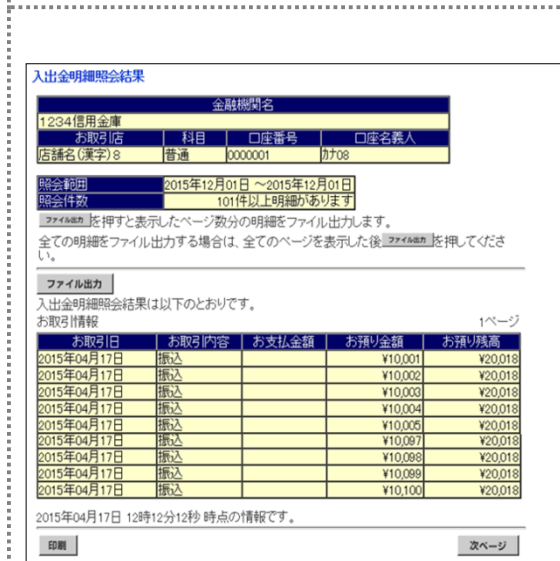 入出金明細照会結果
金融機関名
1234信用金庫
お取引店 科目 口座番号 口座名義人
店舗名(漢字)8 普通 0000001 カナ08
照会範囲 2015年12月01日 ～2015年12月01日
照会件数 101件以上明細があります
ファイル出力 を押すと表示したページ数分の明細をファイル出力します。
全ての明細をファイル出力する場合は、全てのページを表示した後 ファイル出力 を押してくださ
い。
ファイル出力
入出金明細照会結果は以下のとおりです。
お取引情報 1ページ
お取引日 お取引内容 お支払金額 お預り金額 お預り残高
2015年04月17日 振込 ¥10,001 ¥20,018
2015年04月17日 振込 ¥10,002 ¥20,018
2015年04月17日 振込 ¥10,003 ¥20,018
2015年04月17日 振込 ¥10,004 ¥20,018
2015年04月17日 振込 ¥10,005 ¥20,018
2015年04月17日 振込 ¥10,097 ¥20,018
2015年04月17日 振込 ¥10,098 ¥20,018
2015年04月17日 振込 ¥10,099 ¥20,018
2015年04月17日 振込 ¥10,100 ¥20,018
2015年04月17日 12時12分12秒 時点の情報です。
印刷 次ページ